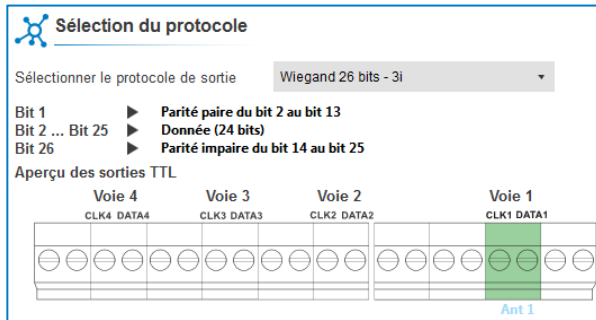 Sélection du protocole
Sélectionner le protocole de sortie Wiegand 26 bits - 3i
Bit 1 Parité paire du bit 2 au bit 13
Bit 2 ... Bit 25 Donnée (24 bits)
Bit 26 Parité impaire du bit 14 au bit 25
Aperçu des sorties TTL
Voie 4 Voie 3 Voie 2 Voie 1
CLK4 DATA4 CLK3 DATA3 CLK2 DATA2 CLK1 DATA1
Ant 1